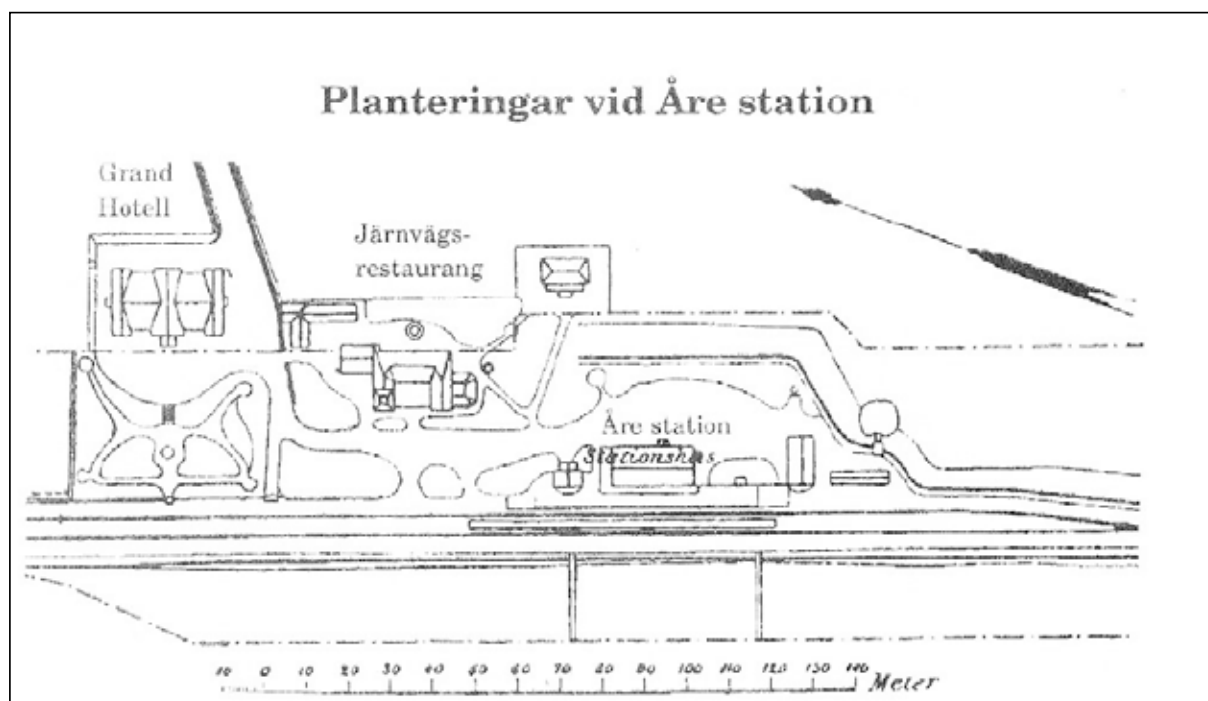 Planteringar vid Åre station
Grand
Hotell
Järnvägs-
restaurang
Åre station
Stationshus
10 0 10 20 30 40 50 60 70 80 90 100 110 120 130 140 Meter